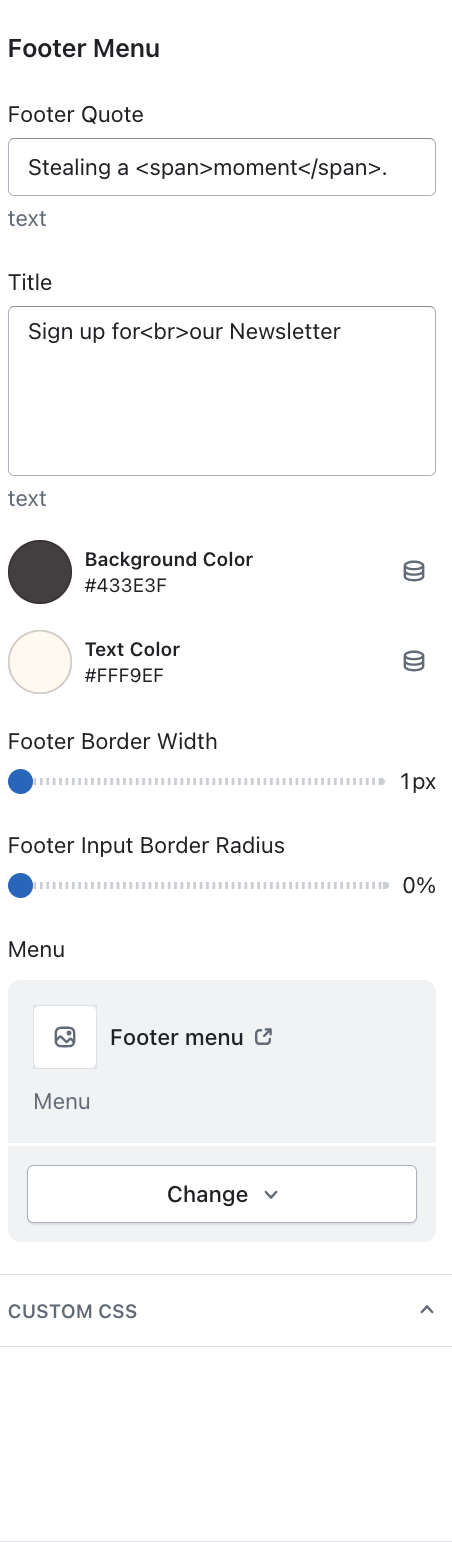 Footer Menu
Footer Quote
Stealing a <span>moment</span>.
text
Title
Sign up for<br>our Newsletter
text
Background Color
#433E3F
Text Color
#FFF9EF
Footer Border Width
1px
Footer Input Border Radius
0%
Menu
Footer menu
Menu
Change
CUSTOM CSS